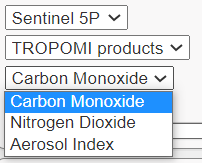 Sentinel 5P
TROPOMI products
Carbon Monoxide
Carbon Monoxide
Nitrogen Dioxide
Aerosol Index